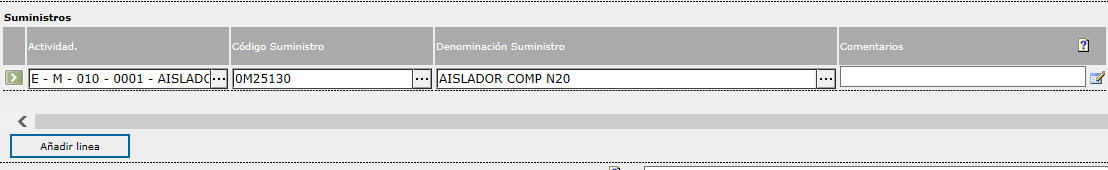 Suministros
Actividad. Código Suministro Denominación Suministro Comentarios
E - M - 010 - 0001 - AISLADO ... 0M25130 ... AISLADOR COMP N20 ...
Añadir linea